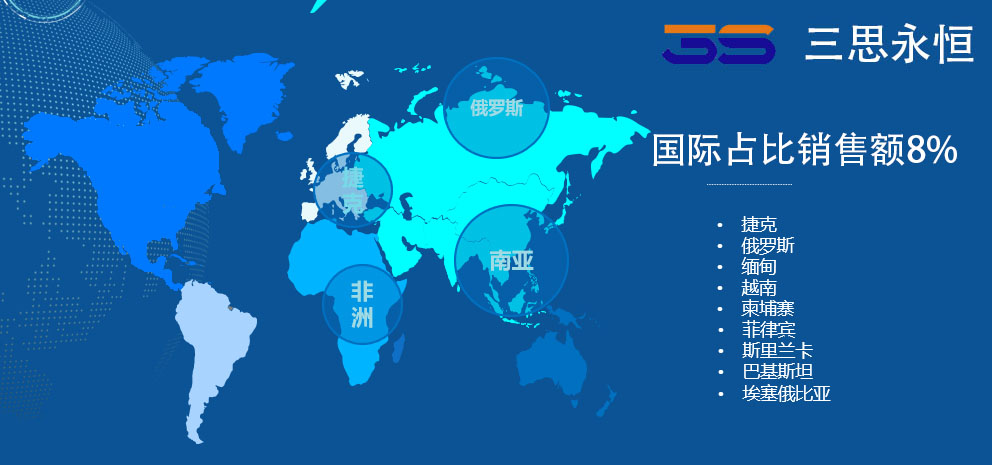 3S 三思永恒
俄罗斯
国际占比销售额8%
捷
克
南亚
非
洲
• 捷克
• 俄罗斯
• 缅甸
• 越南
• 柬埔寨
• 菲律宾
• 斯里兰卡
• 巴基斯坦
• 埃塞俄比亚